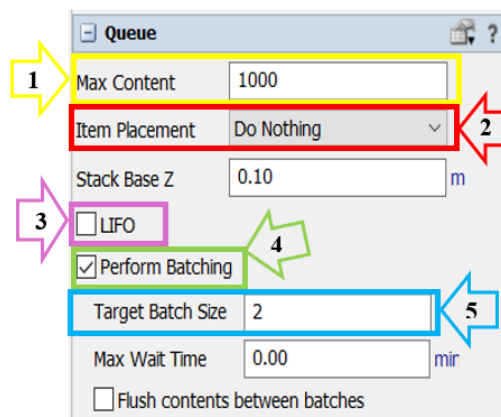 Queue ?
1 Max Content 1000
Item Placement Do Nothing 2
Stack Base Z 0.10 m
3 LIFO 4
Perform Batching
Target Batch Size 2 5
Max Wait Time 0.00 min
Flush contents between batches